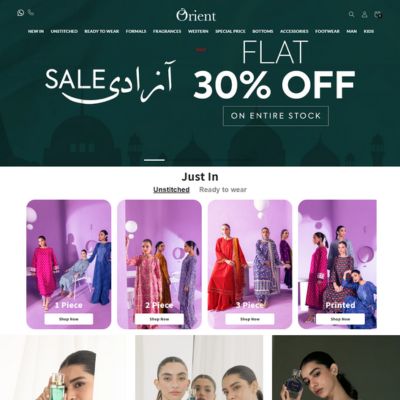 Orient
NEW IN UNSTITCHED READY TO WEAR FORMALS FRAGRANCES WESTERN SPECIAL PRICE BOTTOMS ACCESSORIES FOOTWEAR MAN KIDS
SALE
SALE آزادی
FLAT
30% OFF
ON ENTIRE STOCK
Just In
Unstitched Ready to wear
1 Piece 2 Piece 3 Piece Printed
Shop Now Shop Now Shop Now Shop Now